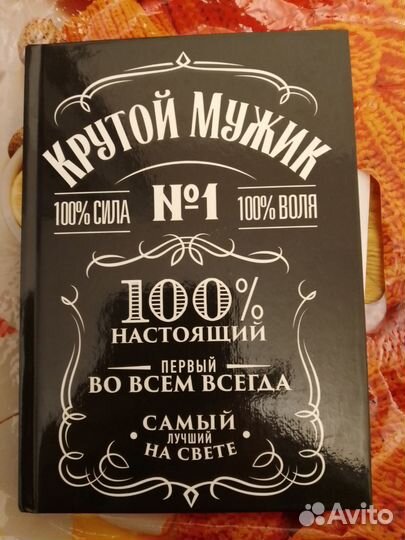 КРУТОЙ МУЖИК
100% СИЛА №1 100% ВОЛЯ
100%
НАСТОЯЩИЙ
ПЕРВЫЙ
ВО ВСЕМ ВСЕГДА
САМЫЙ
ЛУЧШИЙ
НА СВЕТЕ
Avito